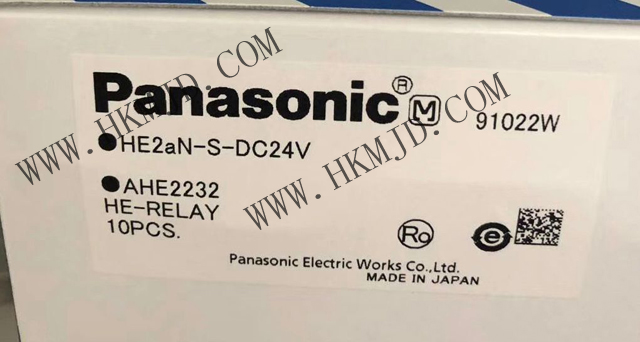 Panasonic ® M 91022W
●HE2aN-S-DC24V
●AHE2232
HE-RELAY
10PCS.
Ro e
Panasonic Electric Works Co.,Ltd.
MADE IN JAPAN
WWW.HKMJD.COM
WWW.HKMJD.COM